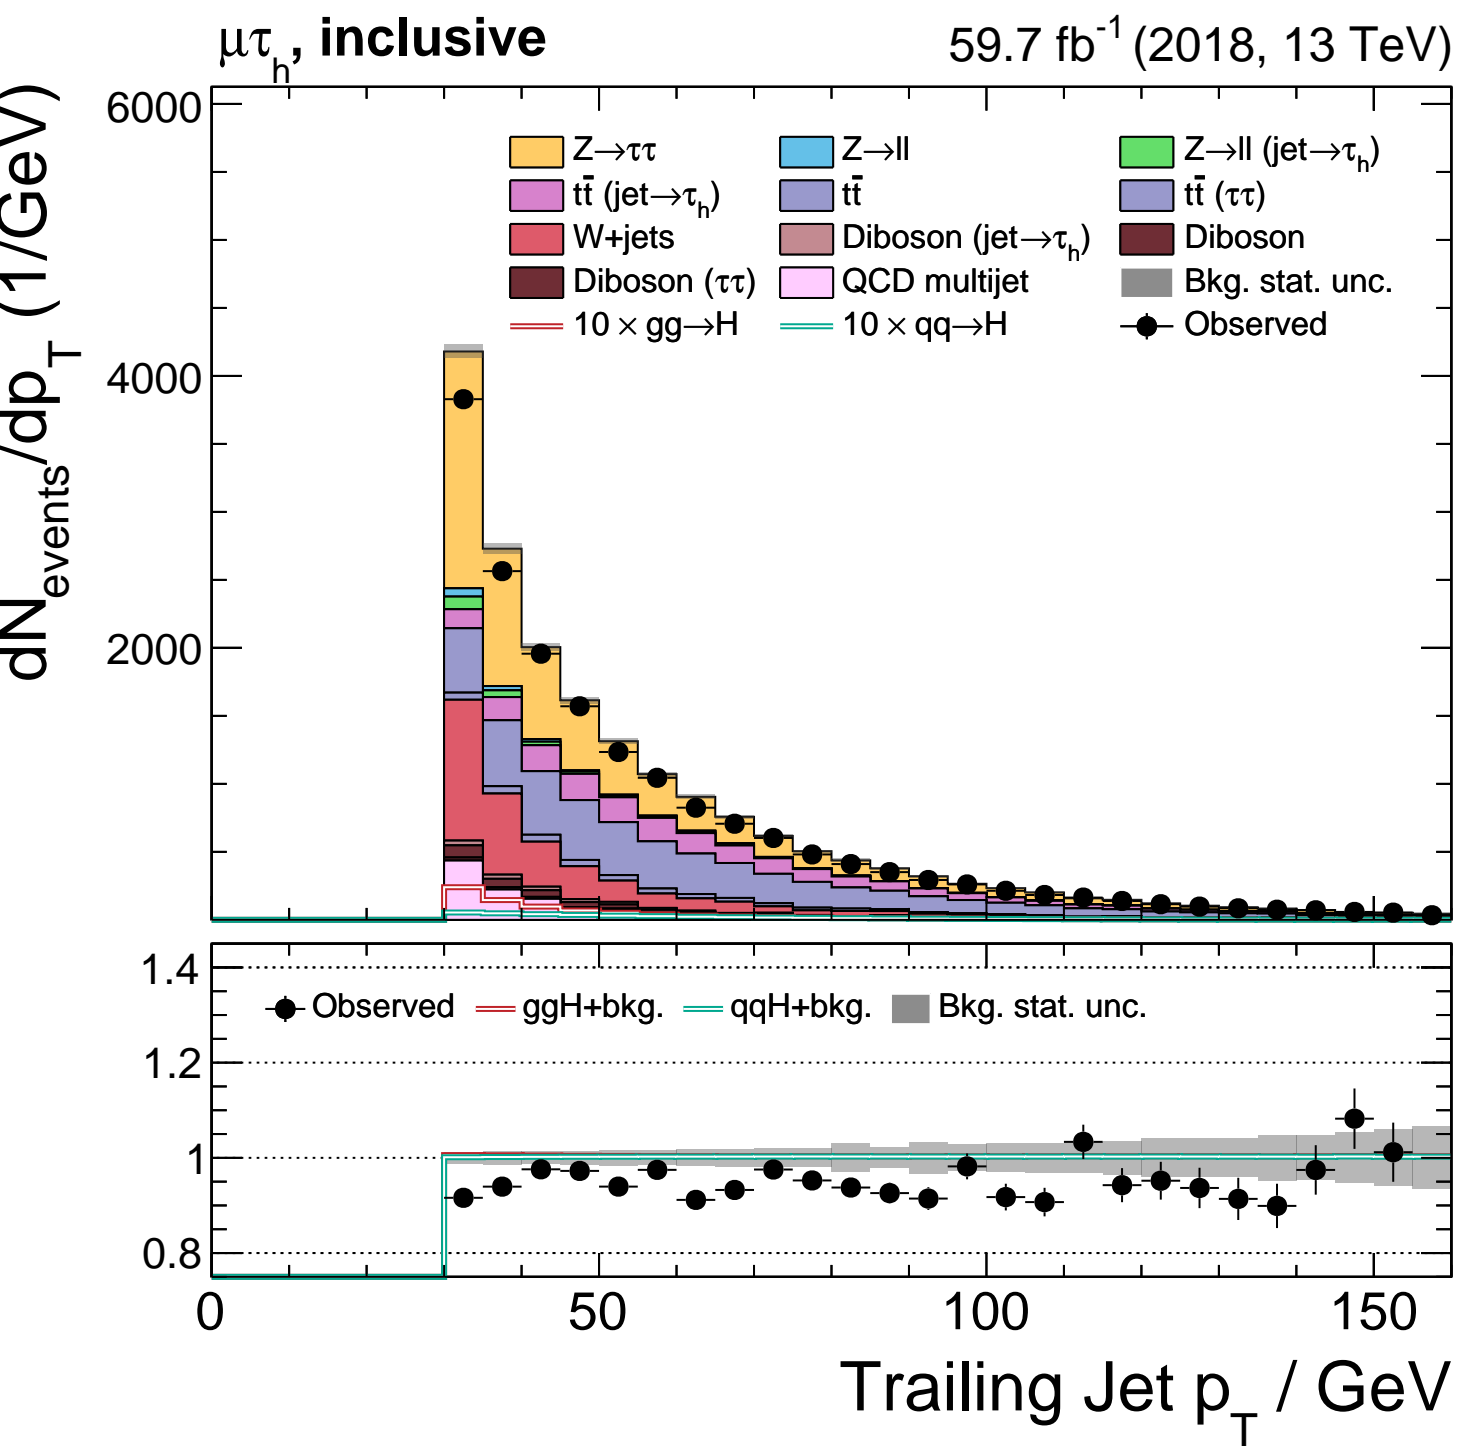 μτh, inclusive
59.7 fb-1 (2018, 13 TeV)
dNevents/dpT (1/GeV)
6000
4000
2000
Z→ττ
Z→ll
Z→ll (jet→τh)
tt̄ (jet→τh)
tt̄
tt̄ (ττ)
W+jets
Diboson (jet→τh)
Diboson
Diboson (ττ)
QCD multijet
Bkg. stat. unc.
10 × gg→H
10 × qq→H
Observed
1.4
1.2
1
0.8
Observed
ggH+bkg.
qqH+bkg.
Bkg. stat. unc.
0
50
100
150
Trailing Jet pT / GeV